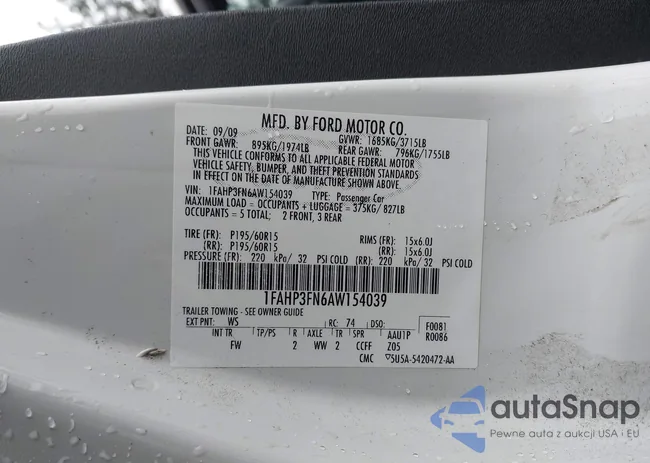 MFD. BY FORD MOTOR CO.
DATE: 09/09 GVWR: 1685KG/3715LB
FRONT GAWR: 895KG/1974LB REAR GAWR: 796KG/1755LB
THIS VEHICLE CONFORMS TO ALL APPLICABLE FEDERAL MOTOR
VEHICLE SAFETY, BUMPER, AND THEFT PREVENTION STANDARDS
IN EFFECT ON THE DATE OF MANUFACTURE SHOWN ABOVE.
VIN: 1FAHP3FN6AW154039 TYPE: Passenger Car
MAXIMUM LOAD = OCCUPANTS + LUGGAGE = 375KG/ 827LB
OCCUPANTS = 5 TOTAL; 2 FRONT, 3 REAR
TIRE (FR): P195/60R15 RIMS (FR): 15x6.0J
(RR): P195/60R15 (RR): 15x6.0J
PRESSURE (FR): 220 kPa/ 32 PSI COLD (RR): 220 kPa/ 32 PSI COLD
1FAHP3FN6AW154039
TRAILER TOWING - SEE OWNER GUIDE
EXT PNT: WS RC: 74 DSO: F0081
INT TR TP/PS R AXLE TR SPR AAU1P R0086
FW 2 WW 2 CCFF ZOS
CMC 5U5A-5420472-AA
autaSnap
Pewne auta z aukcji USA i EU